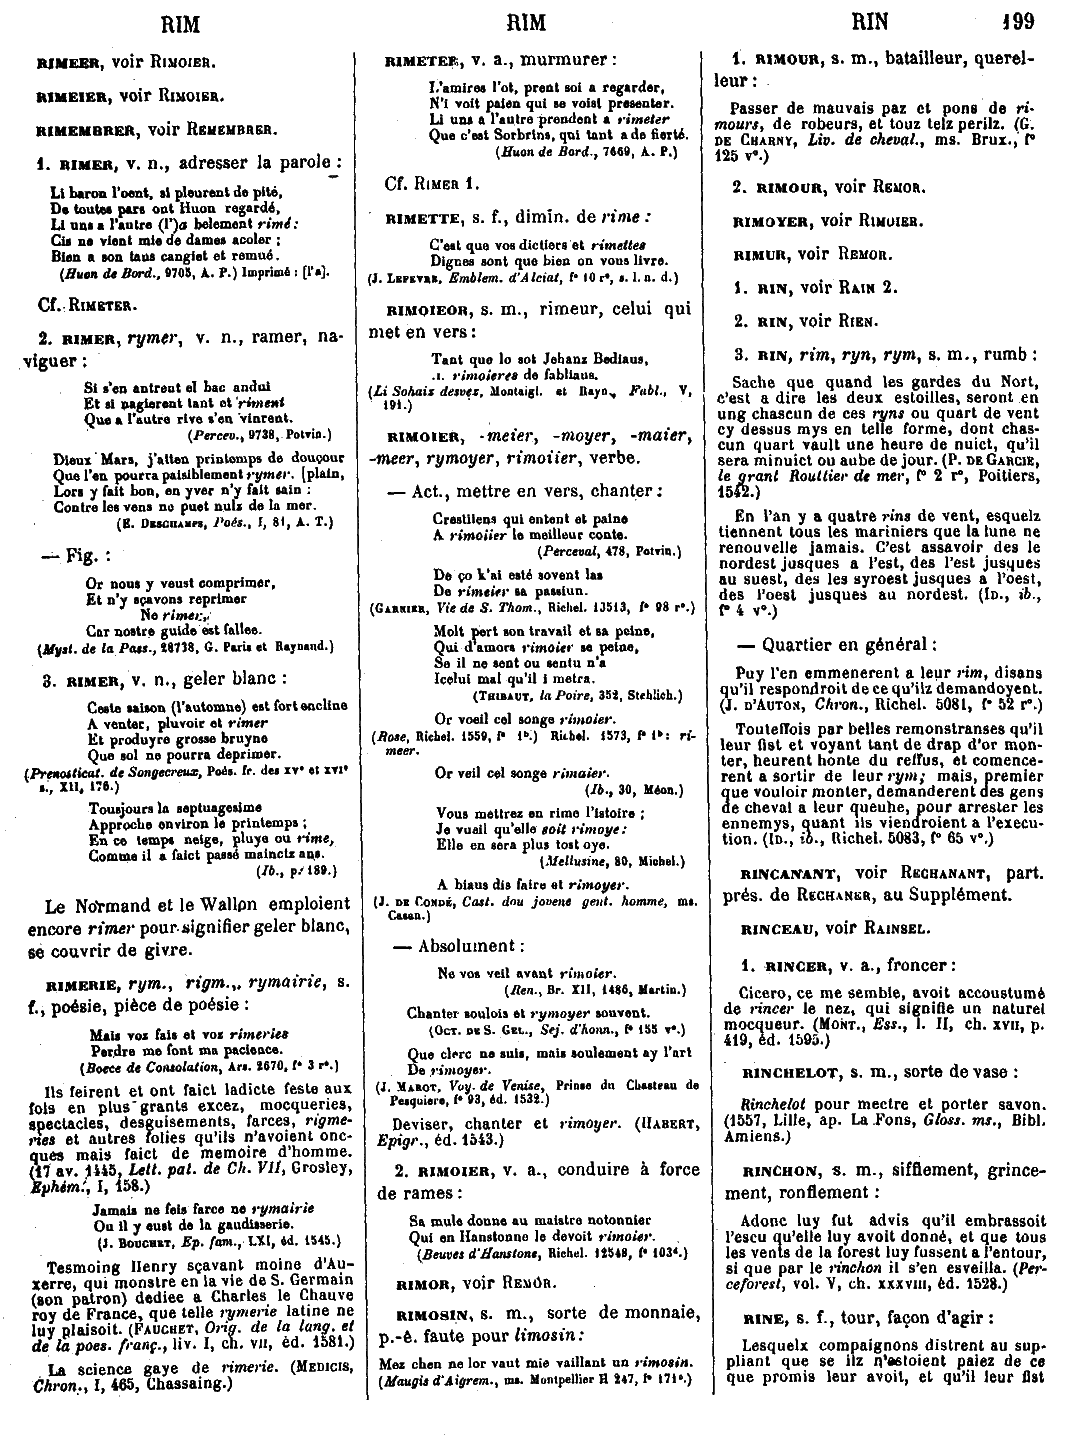 RIM
RIM
RIN
199
RIMEER, voir RIMOIER.
RIMEIER, voir RIMOIER.
RIMEMBRER, voir REMEMBRER.
1. RIMER, v. n., adresser la parole :
Li baron l'oent, si pleurent de pité,
De toutes pars ont Huon regardé,
Li uns a l'autre (l')a belement rimé:
Cis ne vient mie de dames acoler ;
Bien a son tans cangiet et remué.
(Huon de Bord., 9705, A. P.) Imprimé : [l'a].
Cf. RIMETER.
2. RIMER, rymer, v. n., ramer, na-
viguer :
Si s'en antrent el bac andui
Et si nagierent tant et riment
Que a l'autre rive s'en vinrent.
(Percev., 9738, Potvin.)
Dieux Mars, j'atten printemps de douçour
Que l'en pourra paisiblement rymer. [plain,
Lors y fait bon, en yver n'y fait sain :
Contre les vens no puet nulz de la mer.
(E. DESCHAMPS, Poés., I, 81, A. T.)
— Fig. :
Or nous y veust comprimer,
Et n'y sçavons reprimer
Ne rimer,
Car nostre guide est fallee.
(Myst. de la Pass., 28738, G. Paris et Raynaud.)
3. RIMER, v. n., geler blanc :
Ceste saison (l'automne) est fort encline
A venter, pluvoir et rimer
Et produyre grosse bruyne
Que sol ne pourra deprimer.
(Prenosticat. de Songecreux, Poés. fr. des XVe et XVIe
s., XII, 176.)
Tousjours la septuagesime
Approche environ le printemps ;
En ce temps neige, pluye ou rime,
Comme il a faict passé mainctz ans.
(Ib., p. 189.)
Le Normand et le Wallon emploient
encore rimer pour signifier geler blanc,
se couvrir de givre.
RIMERIE, rym., rigm., rymairie, s.
f., poésie, pièce de poésie :
Mais voz fais et voz rimeries
Perdre me font ma pacience.
(Boece de Consolation, Ars. 2670, f° 3 r°.)
Ils feirent et ont faict ladicte feste aux
fols en plus grants excez, mocqueries,
spectacles, desguisements, farces, rigme-
ries et autres folies qu'ils n'avoient onc-
ques mais faict de memoire d'homme.
(17 av. 1445, Lett. pat. de Ch. VII, Grosley,
Ephém., I, 158.)
Jamais ne feis farce ne rymairie
Ou il y eust de la gaudisserie.
(J. BOUCHET, Ep. fam., LXI, éd. 1545.)
Tesmoing Henry sçavant moine d'Au-
xerre, qui monstre en la vie de S. Germain
(son patron) dediee a Charles le Chauve
roy de France, que telle rymerie latine ne
luy plaisoit. (FAUCHET, Orig. de la lang. et
de la poes. franç., liv. I, ch. VII, éd. 1581.)
La science gaye de rimerie. (MEDICIS,
Chron., I, 465, Chassaing.)
RIMETER, v. a., murmurer :
L'amires l'ot, prent soi a regarder,
N'i voit paien qui se voist presenter.
Li uns a l'autre prendent a rimeter
Que c'est Sorbrins, qui tant a de fierté.
(Huon de Bord., 7669, A. P.)
Cf. RIMER 1.
RIMETTE, s. f., dimin. de rime :
C'est que vos dictiers et rimettes
Dignes sont que bien on vous livre.
(J. LEFEVRE, Emblem. d'Alciat, f° 10 r°, s. l. n. d.)
RIMOIEOR, s. m., rimeur, celui qui
met en vers :
Tant que lo sot Jehanz Bediaus,
.I. rimoieres de fabliaus.
(Li Sohaiz desvez, Montaigl. et Rayn., Fabl., V,
191.)
RIMOIER, -meier, -moyer, -maier,
-meer, rymoyer, rimoiier, verbe.
— Act., mettre en vers, chanter :
Crestiiens qui entent et paine
A rimoiier le meilleur conte.
(Perceval, 478, Potvin.)
De ço k'ai esté sovent las
De rimeier sa passiun.
(GARNIER, Vie de S. Thom., Richel. 13513, f° 98 r°.)
Molt pert son travail et sa peine,
Qui d'amors rimoier se peine,
Se il ne sent ou sentu n'a
Icelui mal qu'il i metra.
(THIBAUT, la Poire, 352, Stehlich.)
Or voeil cel songe rimoier.
(Rose, Richel. 1559, f° 1b.) Richel. 1573, f° 1b: ri-
meer.
Or veil cel songe rimaier.
(Ib., 30, Méon.)
Vous mettrez en rime l'istoire ;
Je vueil qu'elle soit rimoye:
Elle en sera plus tost oye.
(Mellusine, 80, Michel.)
A biaus dis faire et rimoyer.
(J. DE CONDÉ, Cast. dou jouene gent. homme, ms.
Casan.)
— Absolument :
Ne vos veil avant rimoier.
(Ren., Br. XII, 1486, Martin.)
Chanter soulois et rymoyer souvent.
(OCT. DE S. GEL., Sej. d'honn., f° 155 v°.)
Que clerc ne suis, mais soulement ay l'art
De rimoyer.
(J. MAROT, Voy. de Venise, Prinse du Chasteau de
Pesquiere, f° 93, éd. 1532.)
Deviser, chanter et rimoyer. (HABERT,
Epigr., éd. 1543.)
2. RIMOIER, v. a., conduire à force
de rames :
Sa mule donne au maistre notonnier
Qui en Hanstonne le devoit rimoier.
(Beuves d'Hanstone, Richel. 12548, f° 103d.)
RIMOR, voir REMOR.
RIMOSIN, s. m., sorte de monnaie,
p.-ê. faute pour limosin :
Mez chen ne lor vaut mie vaillant un rimosin.
(Maugis d'Aigrem., ms. Montpellier H 247, f° 171a.)
1. RIMOUR, s. m., batailleur, querel-
leur :
Passer de mauvais paz et pons de ri-
mours, de robeurs, et touz telz perilz. (G.
DE CHARNY, Liv. de cheval., ms. Brux., f°
125 v°.)
2. RIMOUR, voir REMOR.
RIMOYER, voir RIMOIER.
RIMUR, voir REMOR.
1. RIN, voir RAIN 2.
2. RIN, voir RIEN.
3. RIN, rim, ryn, rym, s. m., rumb :
Sache que quand les gardes du Nort,
c'est a dire les deux estoilles, seront en
ung chascun de ces ryns ou quart de vent
cy dessus mys en telle forme, dont chas-
cun quart vault une heure de nuict, qu'il
sera minuict ou aube de jour. (P. DE GARCIE,
le grant Routtier de mer, f° 2 r°, Poitiers,
1542.)
En l'an y a quatre rins de vent, esquelz
tiennent tous les mariniers que la lune ne
renouvelle jamais. C'est assavoir des le
nordest jusques a l'est, des l'est jusques
au suest, des les syroest jusques a l'oest,
des l'oest jusques au nordest. (ID., ib.,
f° 4 v°.)
— Quartier en général :
Puy l'en emmenerent a leur rim, disans
qu'il respondroit de ce qu'ilz demandoyent.
(J. D'AUTON, Chron., Richel. 5081, f° 52 r°.)
Touteffois par belles remonstranses qu'il
leur fist et voyant tant de drap d'or mon-
ter, heurent honte du reffus, et comence-
rent a sortir de leur rym; mais, premier
que vouloir monter, demanderent des gens
de cheval a leur queuhe, pour arrester les
ennemys, quant ils viendroient a l'execu-
tion. (ID., ib., Richel. 5083, f° 65 v°.)
RINCANANT, voir RECHANANT, part.
prés. de RECHANER, au Supplément.
RINCEAU, voir RAINSEL.
1. RINCER, v. a., froncer :
Cicero, ce me semble, avoit accoustumé
de rincer le nez, qui signifie un naturel
mocqueur. (MONT., Ess., l. II, ch. XVII, p.
419, éd. 1595.)
RINCHELOT, s. m., sorte de vase :
Rinchelot pour mectre et porter savon.
(1557, Lille, ap. La Fons, Gloss. ms., Bibl.
Amiens.)
RINCHON, s. m., sifflement, grince-
ment, ronflement :
Adonc luy fut advis qu'il embrassoit
l'escu qu'elle luy avoit donné, et que tous
les vents de la forest luy fussent a l'entour,
si que par le rinchon il s'en esveilla. (Per-
ceforest, vol. V, ch. XXXVIII, éd. 1528.)
RINE, s. f., tour, façon d'agir :
Lesquelx compaignons distrent au sup-
pliant que se ilz n'estoient paiez de ce
que promis leur avoit, et qu'il leur fist